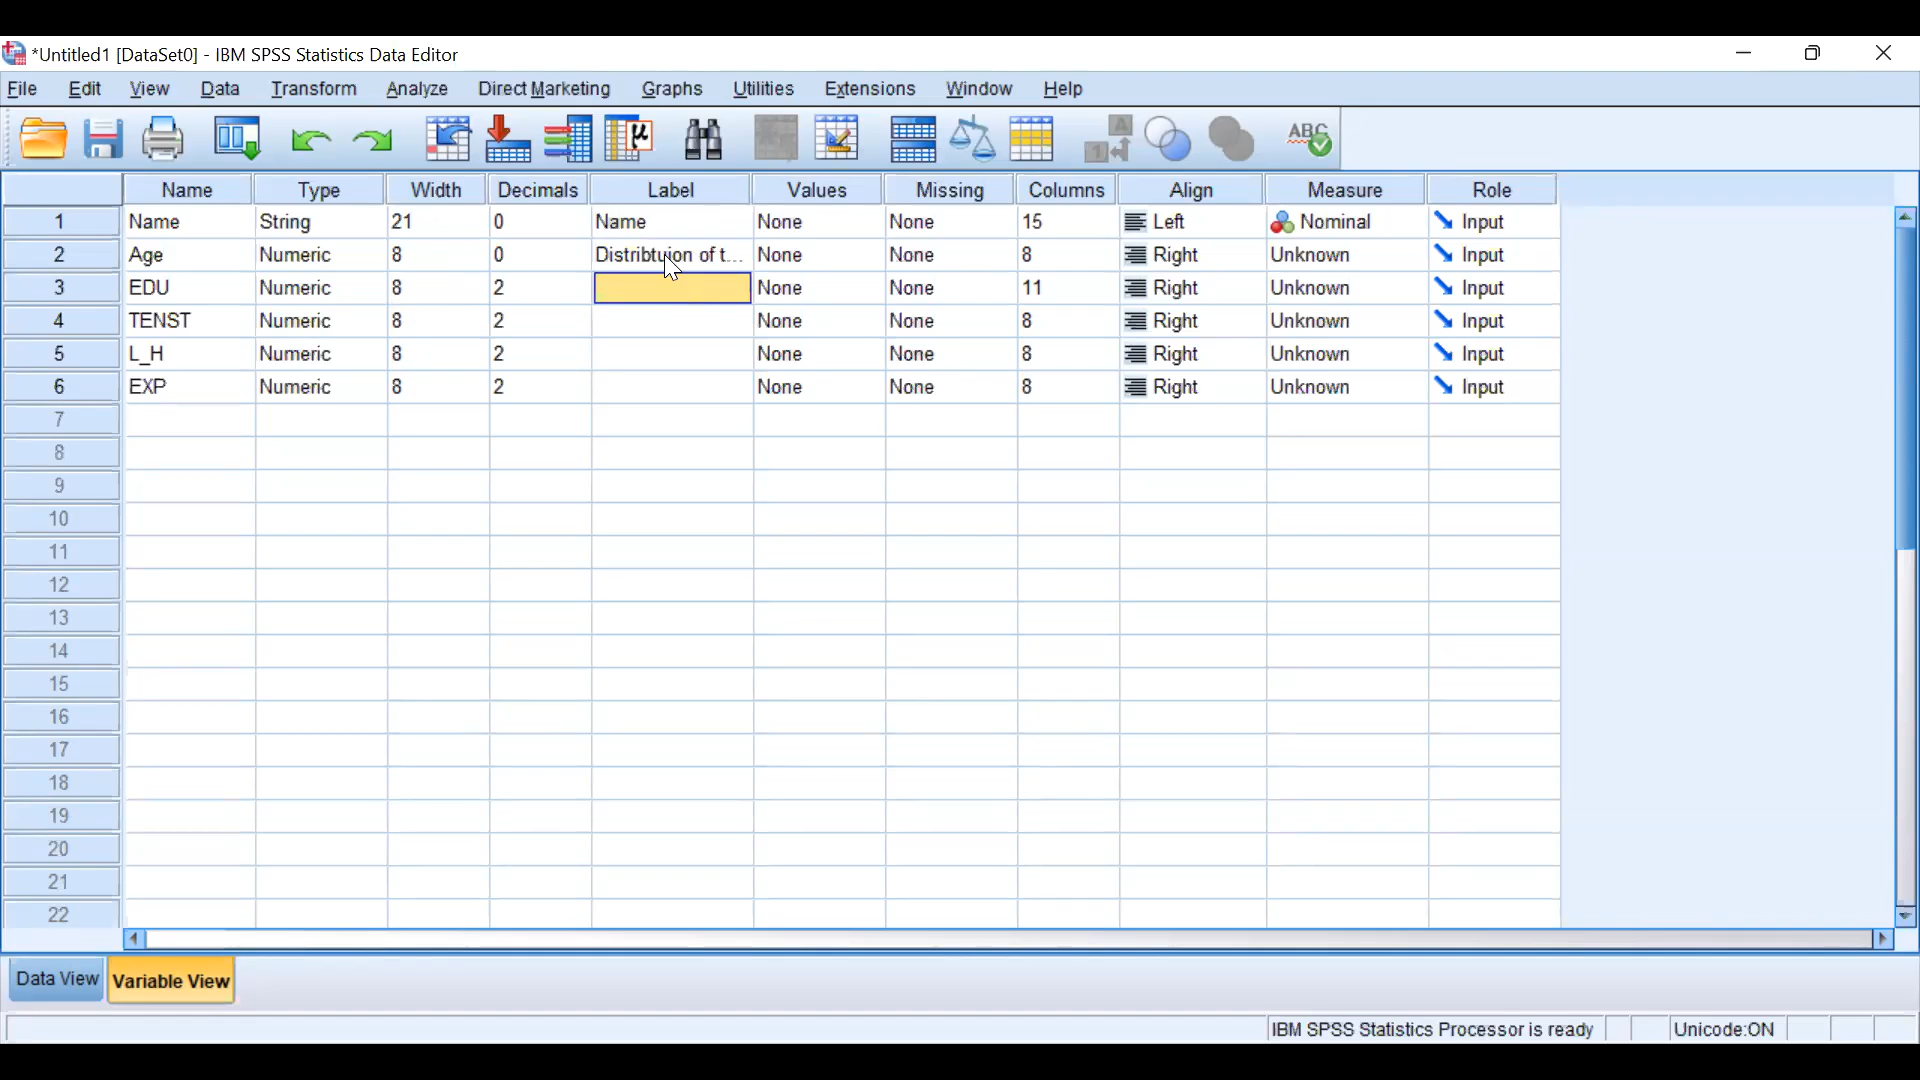 *Untitled1 [DataSet0] - IBM SPSS Statistics Data Editor
File Edit View Data Transform Analyze Direct Marketing Graphs Utilities Extensions Window Help
Name Type Width Decimals Label Values Missing Columns Align Measure Role
1 Name String 21 0 Name None None 15 Left Nominal Input
2 Age Numeric 8 0 Distribtuion of t... None None 8 Right Unknown Input
3 EDU Numeric 8 2 None None 11 Right Unknown Input
4 TENST Numeric 8 2 None None 8 Right Unknown Input
5 L_H Numeric 8 2 None None 8 Right Unknown Input
6 EXP Numeric 8 2 None None 8 Right Unknown Input
7
8
9
10
11
12
13
14
15
16
17
18
19
20
21
22
Data View Variable View
IBM SPSS Statistics Processor is ready Unicode:ON